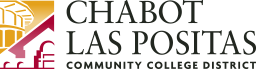 CHABOT
LAS POSITAS
COMMUNITY COLLEGE DISTRICT